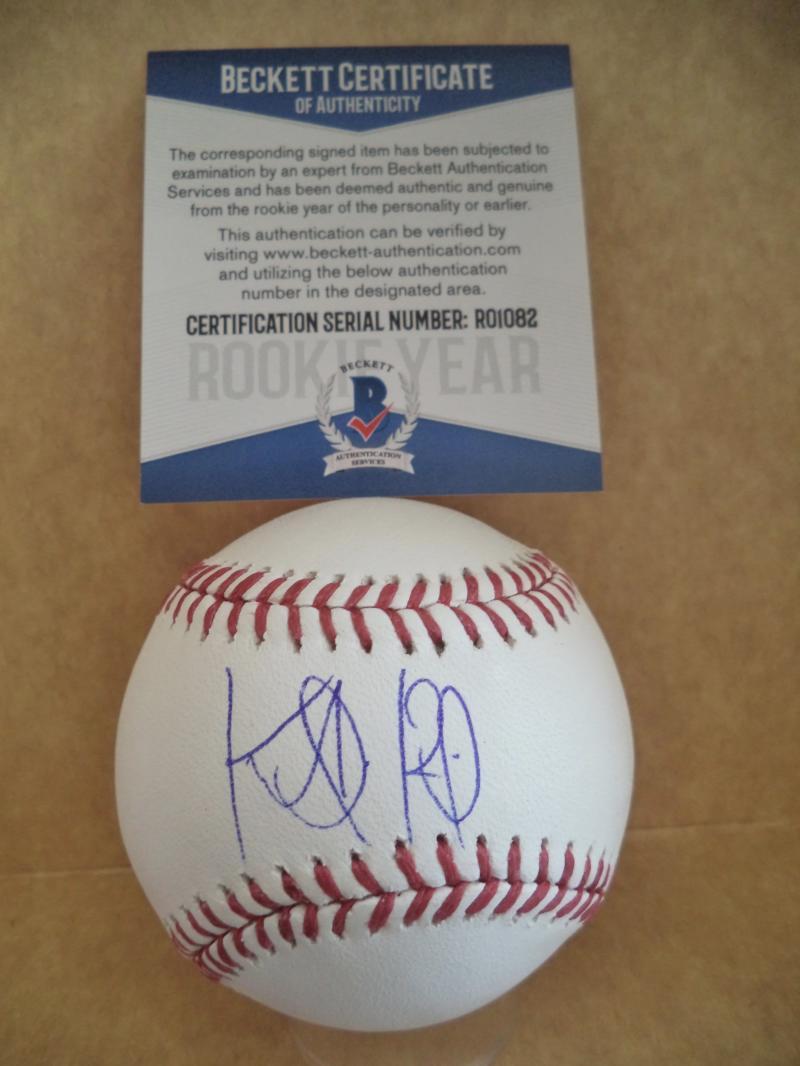 BECKETT CERTIFICATE
OF AUTHENTICITY
The corresponding signed item has been subjected to
examination by an expert from Beckett Authentication
Services and has been deemed authentic and genuine
from the rookie year of the personality or earlier.
This authentication can be verified by
visiting www.beckett-authentication.com
and utilizing the below authentication
number in the designated area.
CERTIFICATION SERIAL NUMBER: R01082
ROOKIE YEAR
BECKETT
B
AUTHENTICATION
SERVICES